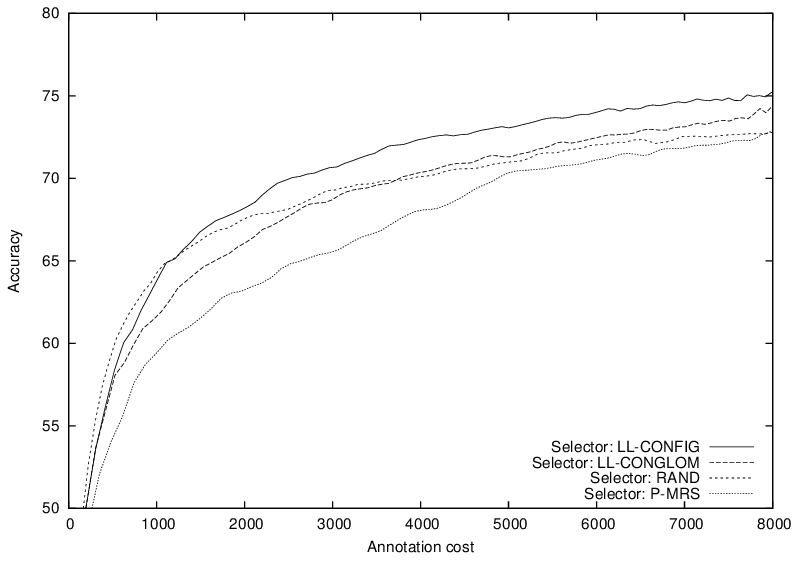 80
75
70
65
60
55
50
Accuracy
Selector: LL-CONFIG
Selector: LL-CONGLOM
Selector: RAND
Selector: P-MRS
0 1000 2000 3000 4000 5000 6000 7000 8000
Annotation cost